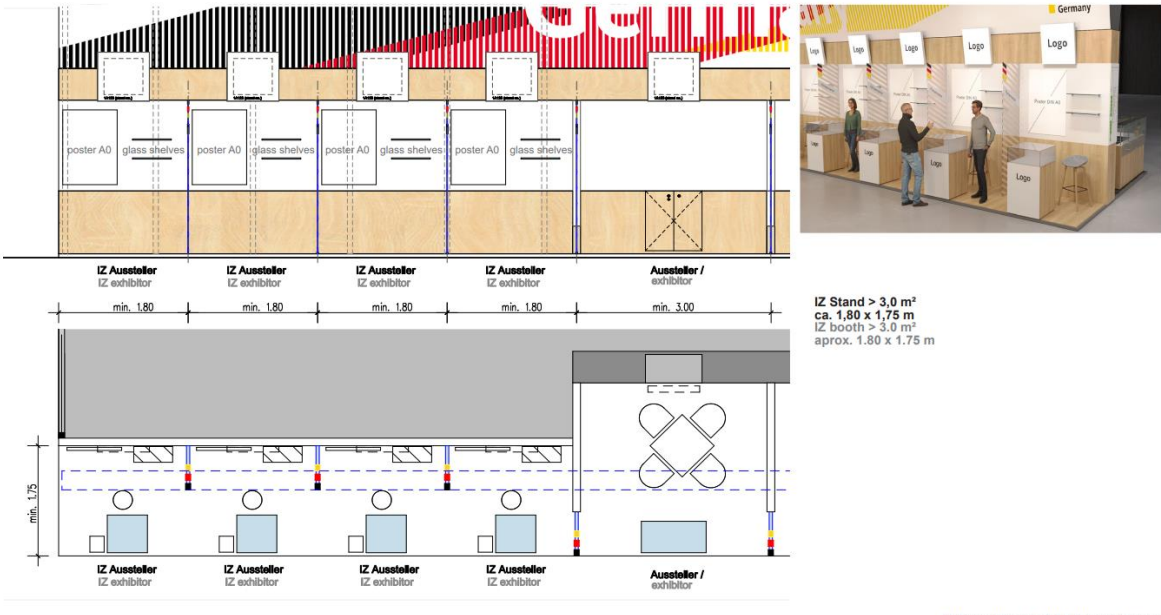 Germany
Logo
Logo
Logo
Logo
Logo
Logo
Logo
poster A0
glass shelves
poster A0
glass shelves
poster A0
glass shelves
poster A0
glass shelves
IZ Aussteller
IZ exhibitor
IZ Aussteller
IZ exhibitor
IZ Aussteller
IZ exhibitor
IZ Aussteller
IZ exhibitor
Aussteller /
exhibitor
min. 1.80
min. 1.80
min. 1.80
min. 1.80
min. 3.00
IZ Stand > 3,0 m²
ca. 1,80 x 1,75 m
IZ booth > 3.0 m²
aprox. 1.80 x 1.75 m
min. 1.75
IZ Aussteller
IZ exhibitor
IZ Aussteller
IZ exhibitor
IZ Aussteller
IZ exhibitor
IZ Aussteller
IZ exhibitor
Aussteller /
exhibitor